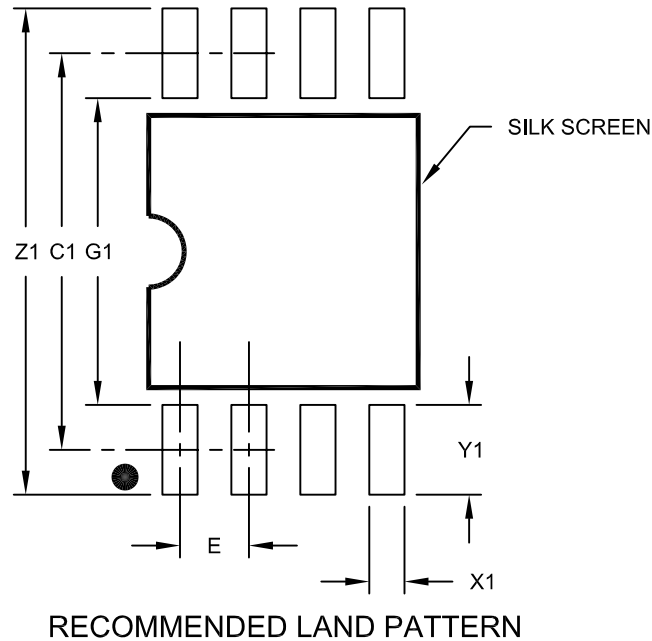 SILK SCREEN
Z1 C1 G1
Y1
E
X1
RECOMMENDED LAND PATTERN